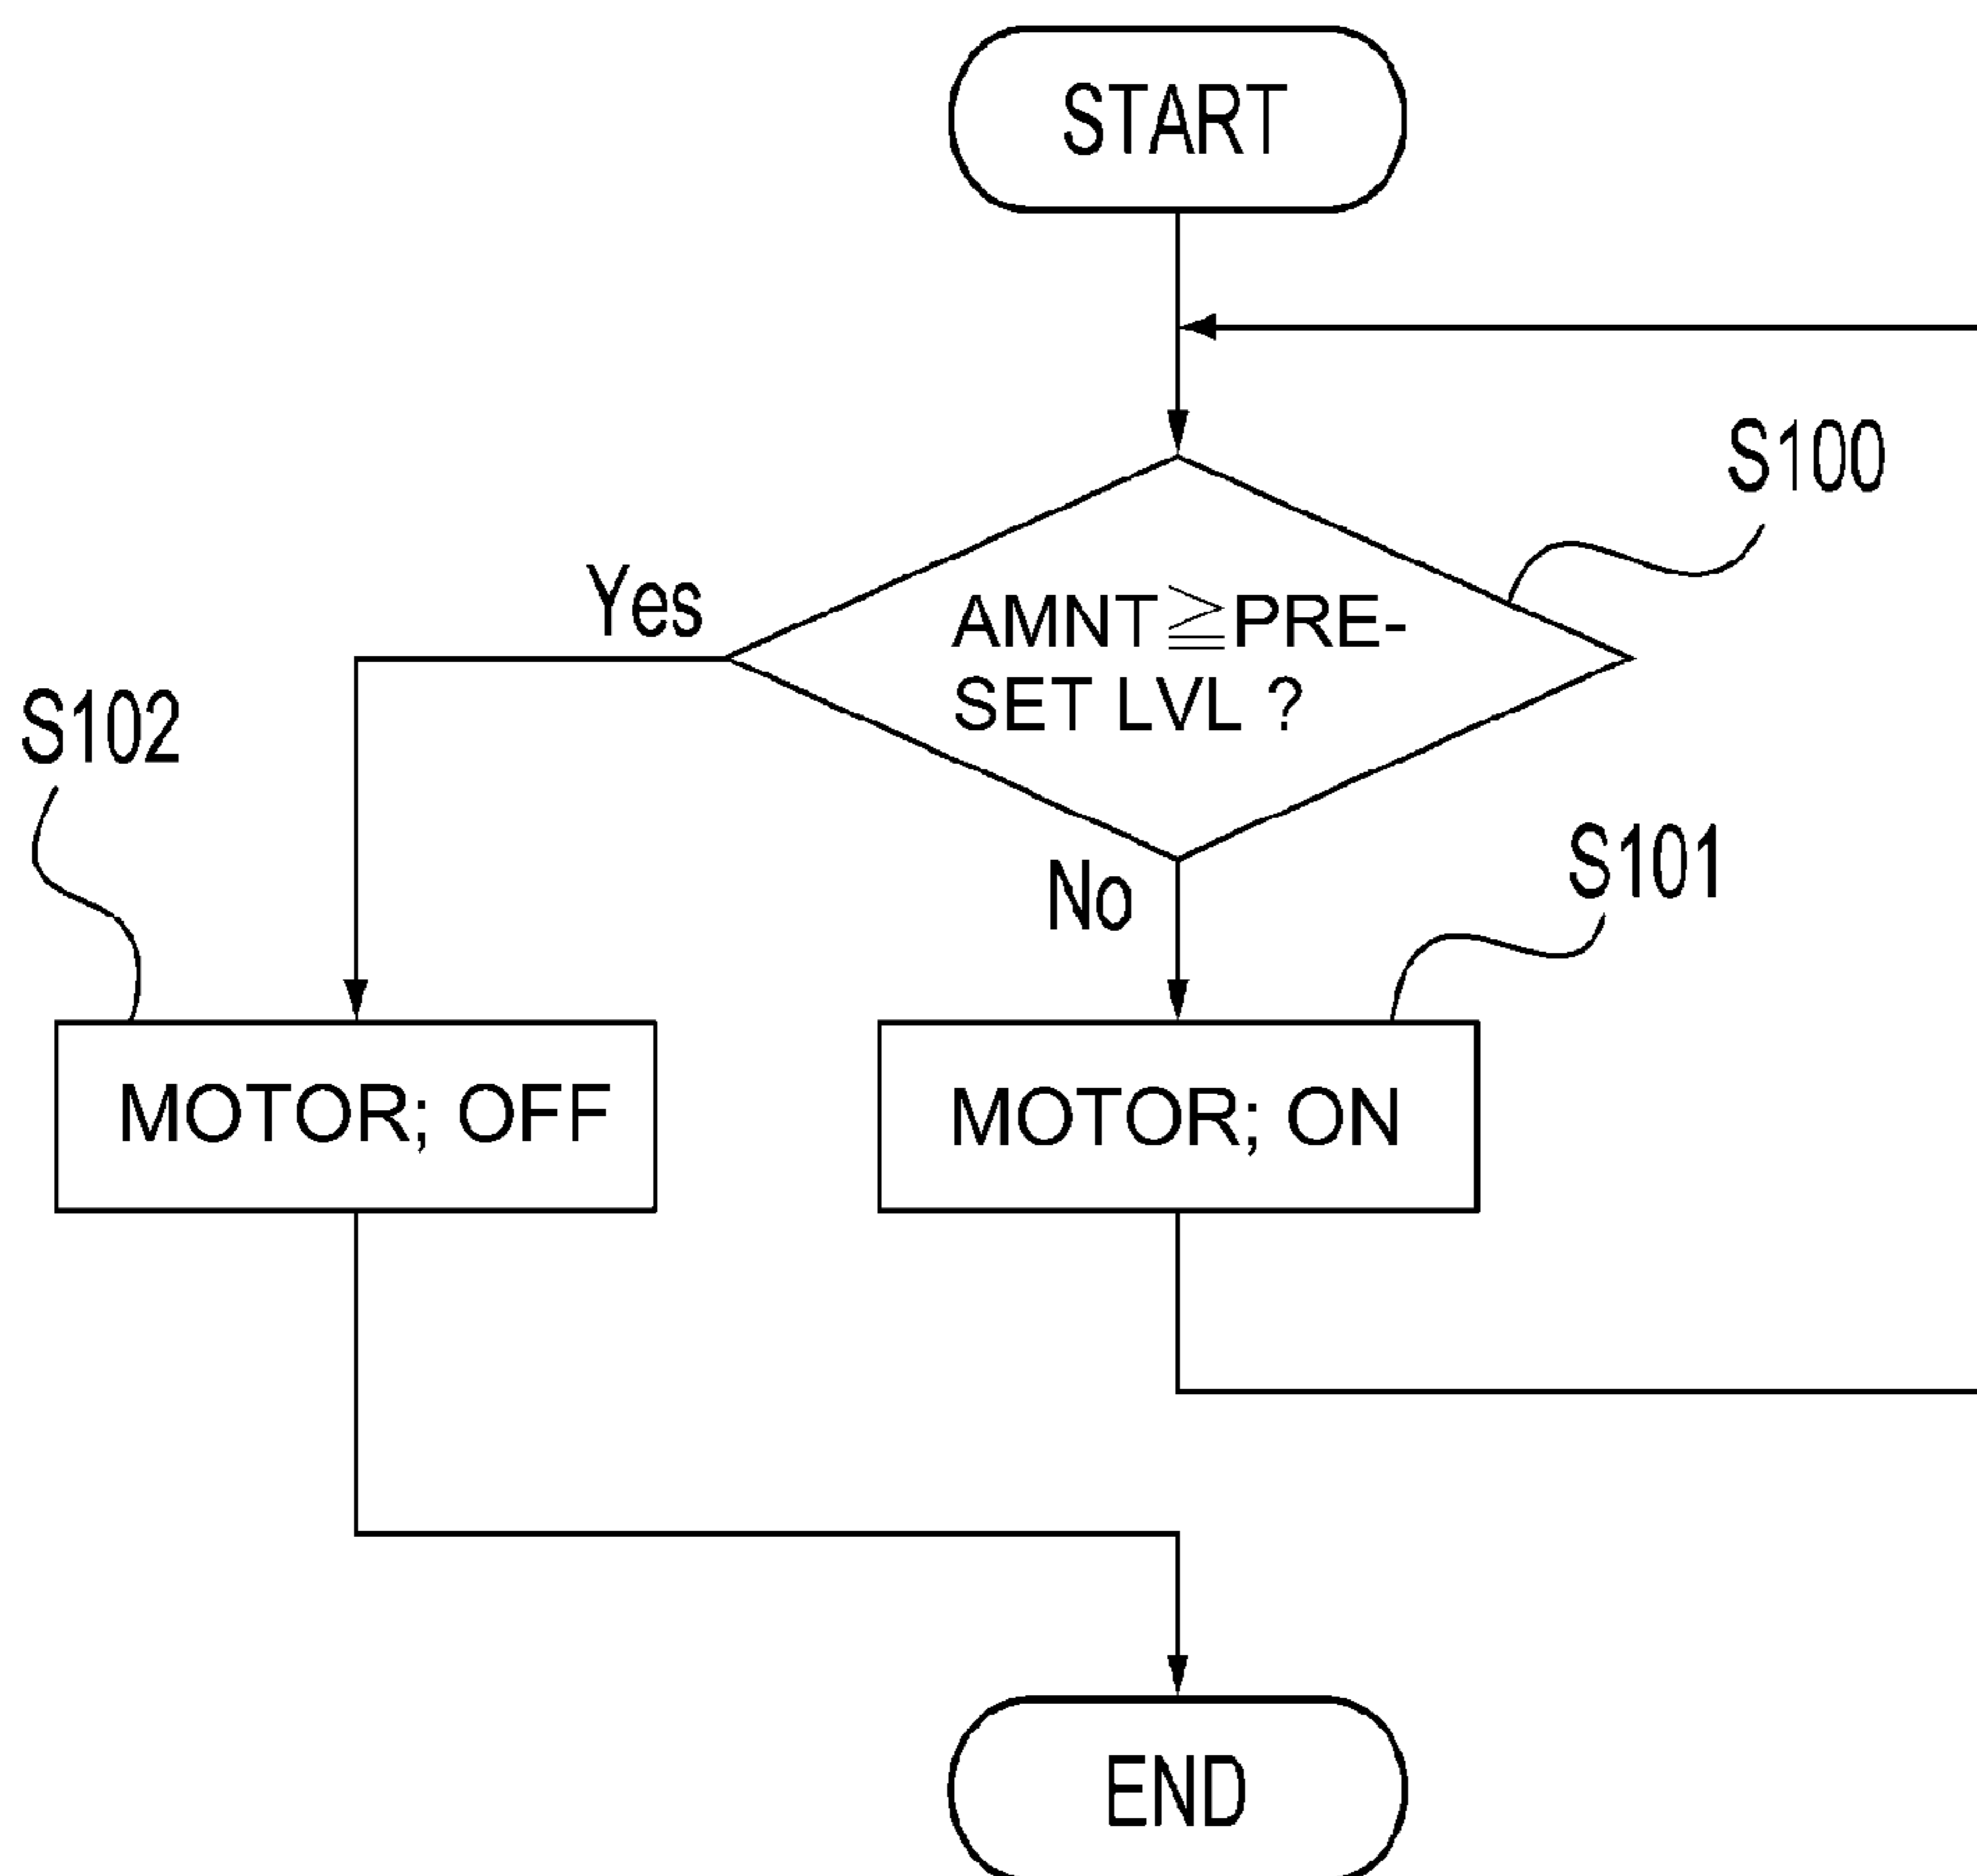 START
S100
Yes
AMNT≧PRE-
SET LVL ?
S102
No
S101
MOTOR; OFF
MOTOR; ON
END